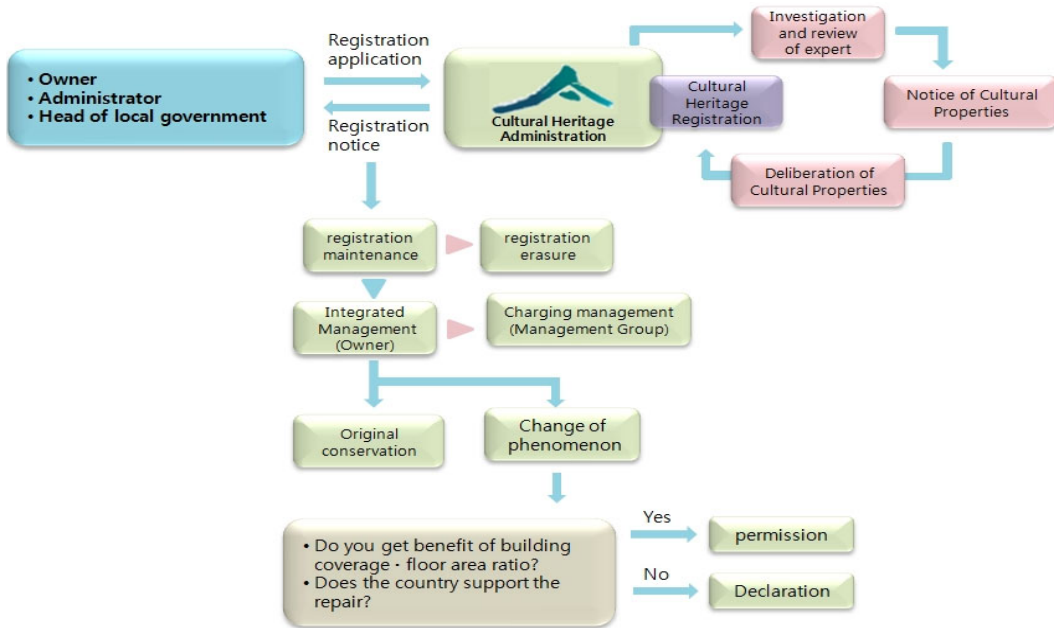 • Owner
• Administrator
• Head of local government
Registration
application
Registration
notice
Cultural Heritage
Administration
Cultural
Heritage
Registration
Investigation
and review
of expert
Notice of Cultural
Properties
Deliberation of
Cultural Properties
registration
maintenance
registration
erasure
Integrated
Management
(Owner)
Charging management
(Management Group)
Original
conservation
Change of
phenomenon
• Do you get benefit of building
coverage · floor area ratio?
• Does the country support the
repair?
Yes
permission
No
Declaration